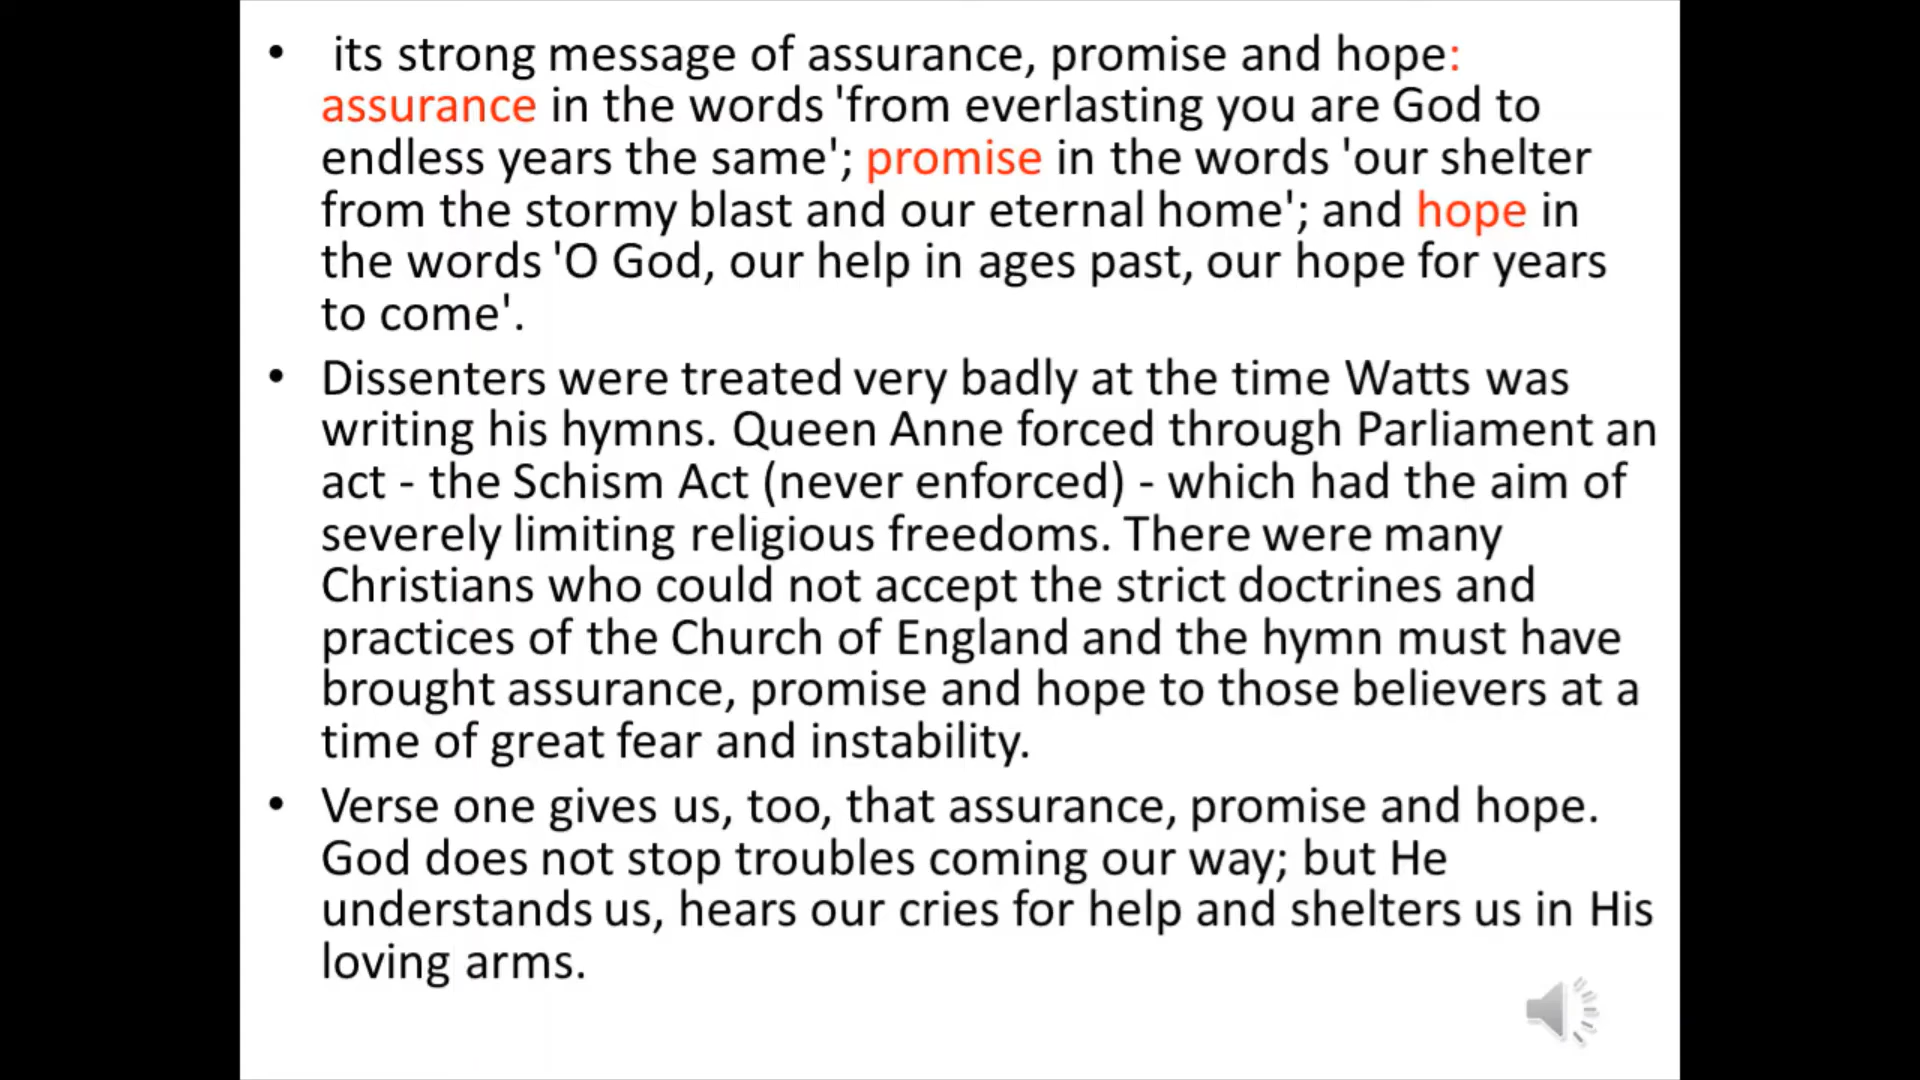 • its strong message of assurance, promise and hope:
assurance in the words 'from everlasting you are God to
endless years the same'; promise in the words 'our shelter
from the stormy blast and our eternal home'; and hope in
the words 'O God, our help in ages past, our hope for years
to come'.
• Dissenters were treated very badly at the time Watts was
writing his hymns. Queen Anne forced through Parliament an
act - the Schism Act (never enforced) - which had the aim of
severely limiting religious freedoms. There were many
Christians who could not accept the strict doctrines and
practices of the Church of England and the hymn must have
brought assurance, promise and hope to those believers at a
time of great fear and instability.
• Verse one gives us, too, that assurance, promise and hope.
God does not stop troubles coming our way; but He
understands us, hears our cries for help and shelters us in His
loving arms.